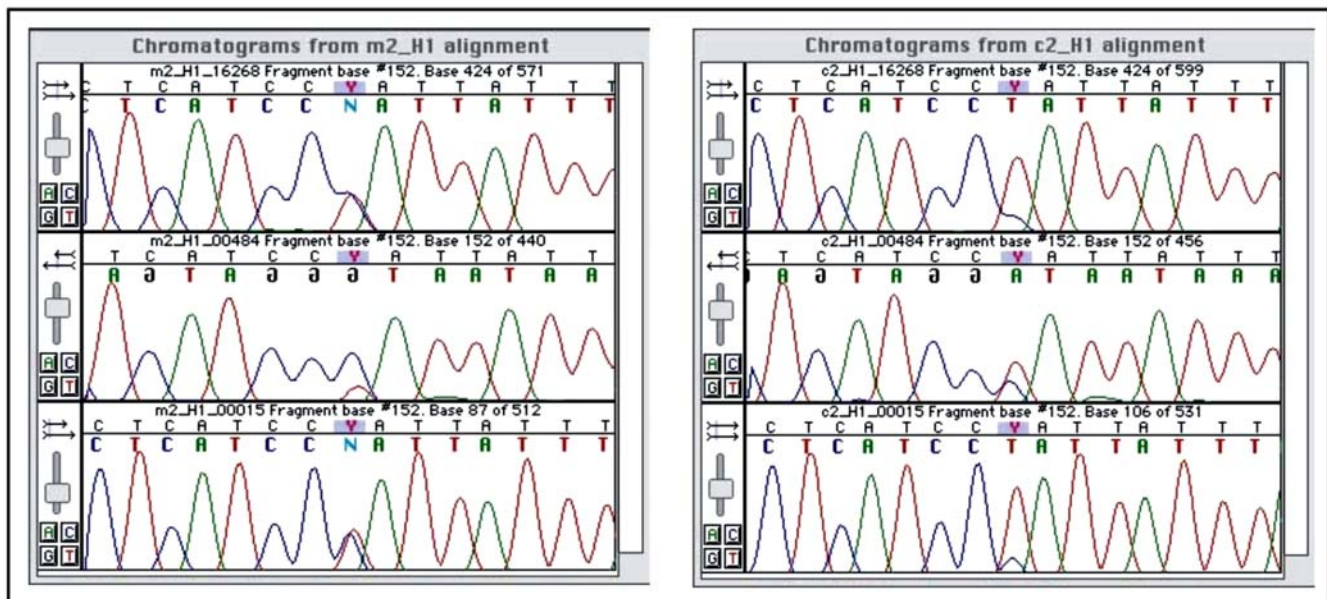 Chromatograms from m2_H1 alignment
m2_H1_16268 Fragment base #152. Base 424 of 571
C T C A T C C Y A T T A T T T
C T C A T C C N A T T A T T T
A C
G T
m2_H1_00484 Fragment base #152. Base 152 of 440
T C A T C C Y A T T A T T
A G T A G G G T A A T A A
A C
G T
m2_H1_00015 Fragment base #152. Base 87 of 512
C T C A T C C Y A T T A T T T
C T C A T C C N A T T A T T T
A C
G T
Chromatograms from c2_H1 alignment
c2_H1_16268 Fragment base #152. Base 424 of 599
C T C A T C C Y A T T A T T T
C T C A T C C T A T T A T T T
A C
G T
c2_H1_00484 Fragment base #152. Base 152 of 456
C T C A T C C Y A T T A T T T
A G T A G G A T A A T A A A
A C
G T
c2_H1_00015 Fragment base #152. Base 106 of 531
C T C A T C C Y A T T A T T T
C T C A T C C T A T T A T T T
A C
G T